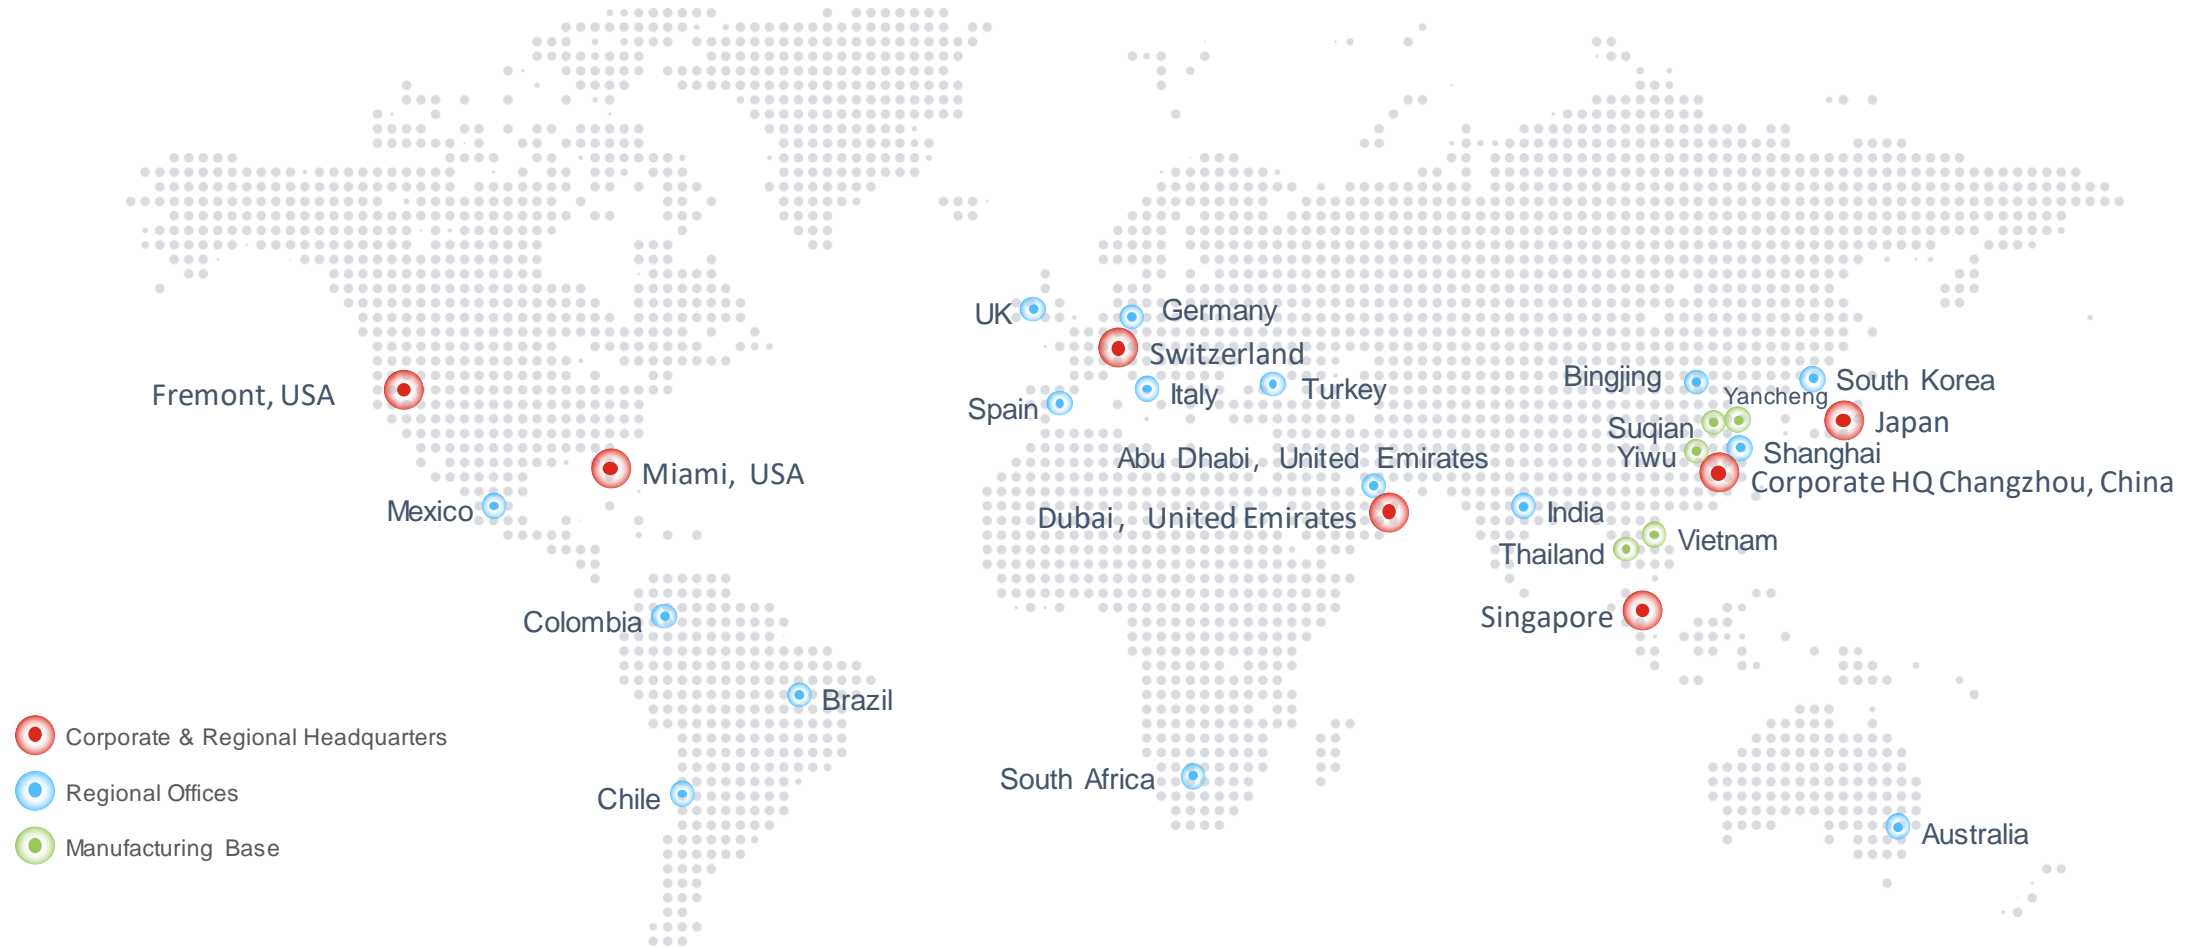 UK
Germany
Switzerland
Fremont, USA
Spain
Italy
Turkey
Bingjing
South Korea
Yancheng
Suqian
Japan
Miami, USA
Abu Dhabi, United Emirates
Yiwu
Shanghai
Corporate HQ Changzhou, China
Mexico
Dubai, United Emirates
India
Thailand
Vietnam
Colombia
Singapore
Brazil
Corporate & Regional Headquarters
Regional Offices
Chile
South Africa
Manufacturing Base
Australia